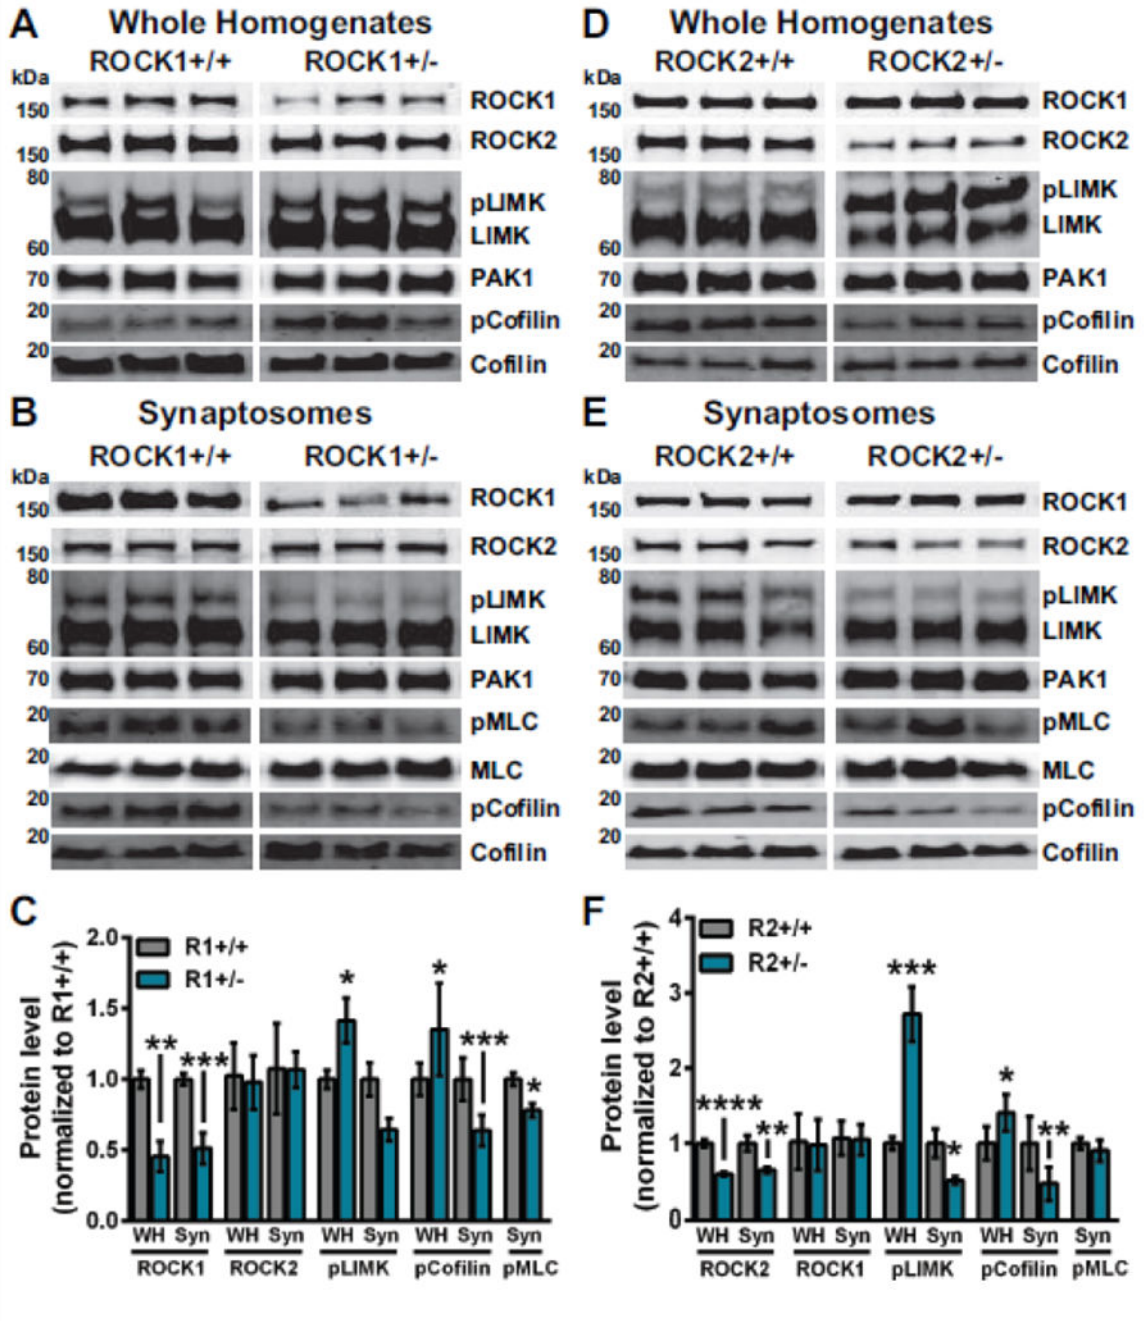 A Whole Homogenates
ROCK1+/+ ROCK1+/-
kDa
150 ROCK1
150 ROCK2
80
pLIMK
LIMK
60
70 PAK1
20 pCofilin
20 Cofilin
B Synaptosomes
ROCK1+/+ ROCK1+/-
kDa
150 ROCK1
150 ROCK2
80
pLIMK
LIMK
60
70 PAK1
20 pMLC
20 MLC
20 pCofilin
20 Cofilin
C
Protein level
(normalized to R1+/+)
2.0
1.5
1.0
0.5
0.0
R1+/+
R1+/-
** *** * * *** *
WH Syn WH Syn WH Syn WH Syn Syn
ROCK1 ROCK2 pLIMK pCofilin pMLC
D Whole Homogenates
ROCK2+/+ ROCK2+/-
kDa
150 ROCK1
150 ROCK2
80
pLIMK
LIMK
60
70 PAK1
20 pCofilin
20 Cofilin
E Synaptosomes
ROCK2+/+ ROCK2+/-
kDa
150 ROCK1
150 ROCK2
80
pLIMK
LIMK
60
70 PAK1
20 pMLC
20 MLC
20 pCofilin
20 Cofilin
F
Protein level
(normalized to R2+/+)
4
3
2
1
0
R2+/+
R2+/-
**** ** *** * * **
WH Syn WH Syn WH Syn WH Syn Syn
ROCK2 ROCK1 pLIMK pCofilin pMLC